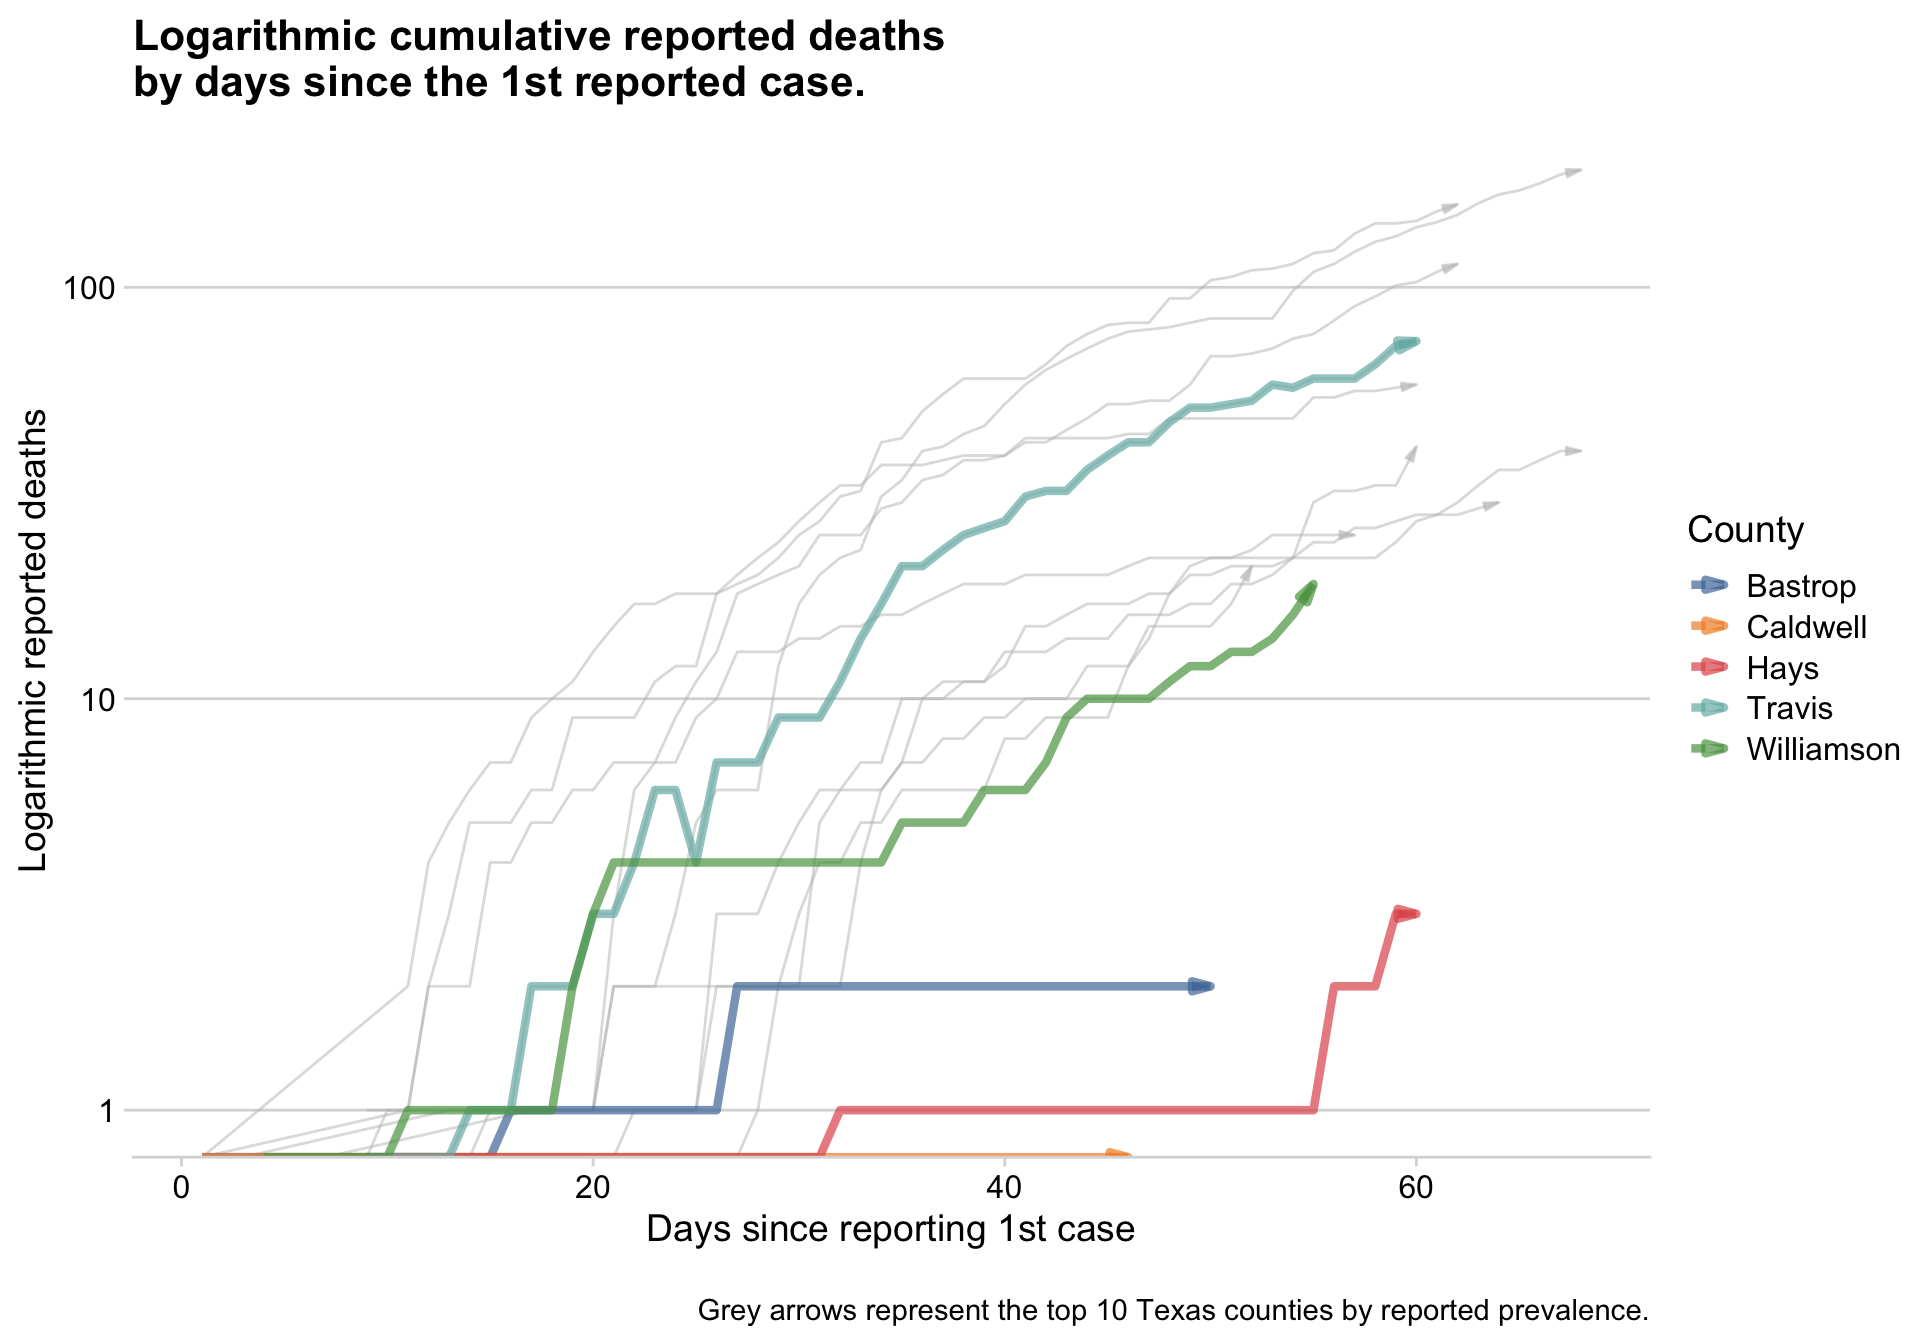 Logarithmic cumulative reported deaths
by days since the 1st reported case.
Logarithmic reported deaths
100
10
1
0
20
40
60
Days since reporting 1st case
County
Bastrop
Caldwell
Hays
Travis
Williamson
Grey arrows represent the top 10 Texas counties by reported prevalence.